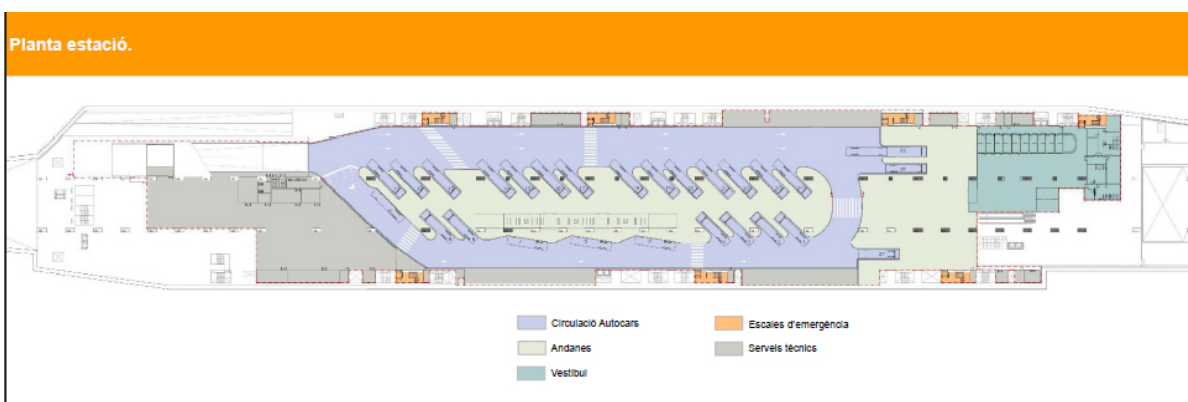 Planta estació.
Circulació Autocars
Andanes
Vestíbul
Escales d'emergència
Serveis tècnics